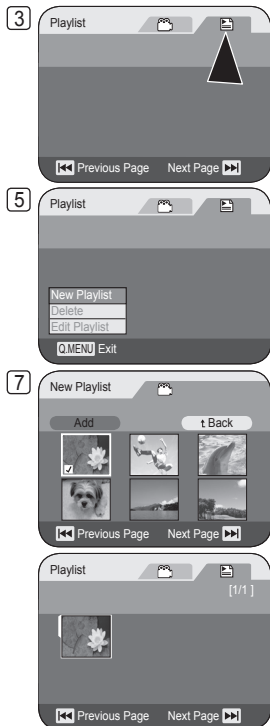 3
Playlist
Previous Page Next Page
5
Playlist
New Playlist
Delete
Edit Playlist
Q.MENU Exit
7
New Playlist
Add t Back
Previous Page Next Page
Playlist
[1/1 ]
Previous Page Next Page